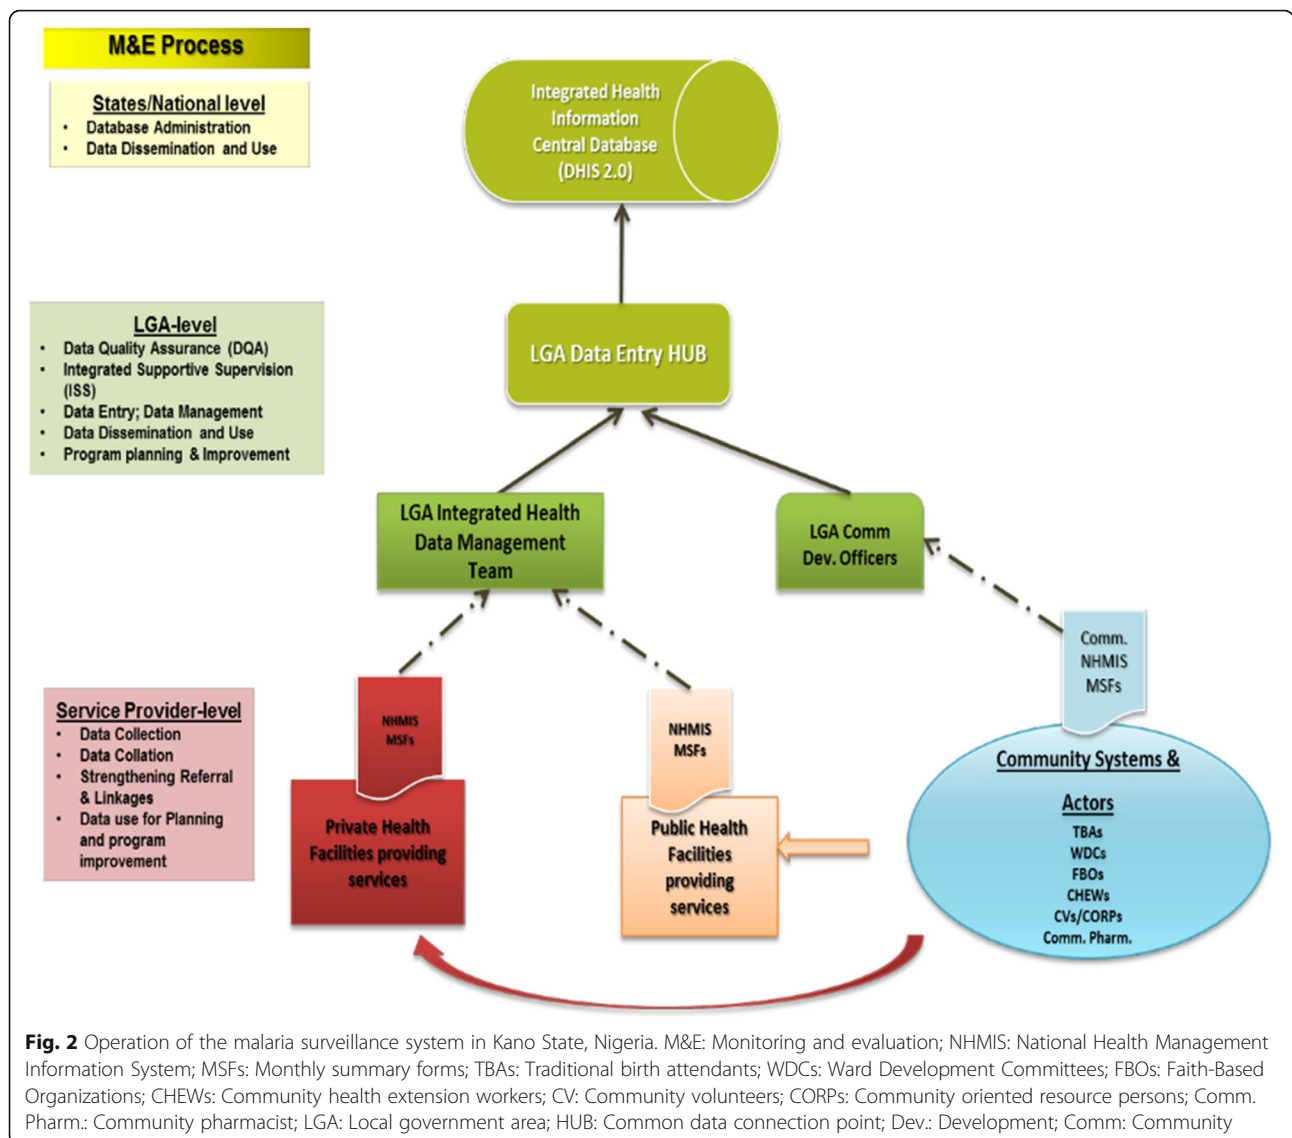 M&E Process
States/National level
• Database Administration
• Data Dissemination and Use
Integrated Health
Information
Central Database
(DHIS 2.0)
LGA-level
• Data Quality Assurance (DQA)
• Integrated Supportive Supervision
(ISS)
• Data Entry; Data Management
• Data Dissemination and Use
• Program planning & Improvement
LGA Data Entry HUB
LGA Integrated Health
Data Management
Team
LGA Comm
Dev. Officers
Service Provider-level
• Data Collection
• Data Collation
• Strengthening Referral
& Linkages
• Data use for Planning
and program
improvement
NHMIS
MSFs
Private Health
Facilities providing
services
NHMIS
MSFs
Public Health
Facilities
providing
services
Comm.
NHMIS
MSFs
Community Systems &
Actors
TBAs
WDCs
FBOs
CHEWs
CVs/CORPs
Comm. Pharm.
Fig. 2 Operation of the malaria surveillance system in Kano State, Nigeria. M&E: Monitoring and evaluation; NHMIS: National Health Management
Information System; MSFs: Monthly summary forms; TBAs: Traditional birth attendants; WDCs: Ward Development Committees; FBOs: Faith-Based
Organizations; CHEWs: Community health extension workers; CV: Community volunteers; CORPs: Community oriented resource persons; Comm.
Pharm.: Community pharmacist; LGA: Local government area; HUB: Common data connection point; Dev.: Development; Comm: Community